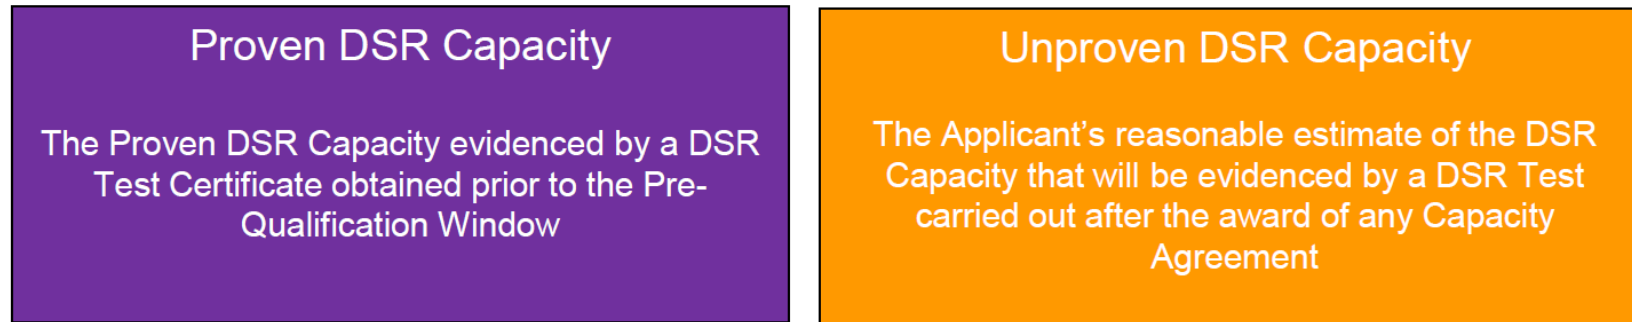 Proven DSR Capacity
The Proven DSR Capacity evidenced by a DSR
Test Certificate obtained prior to the Pre-
Qualification Window
Unproven DSR Capacity
The Applicant's reasonable estimate of the DSR
Capacity that will be evidenced by a DSR Test
carried out after the award of any Capacity
Agreement